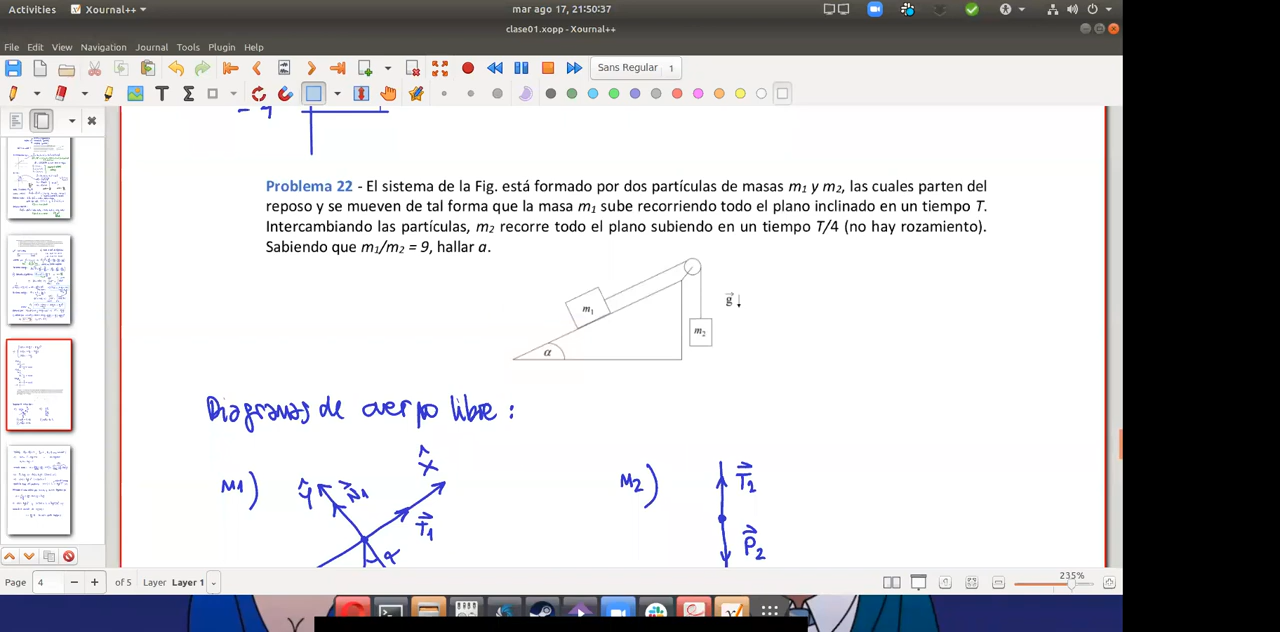 Activities Xournal++ mar ago 17, 21:50:37
clase01.xopp - Xournal++
File Edit View Navigation Journal Tools Plugin Help
Sans Regular 1
Problema 22 - El sistema de la Fig. está formado por dos partículas de masas m₁ y m₂, las cuales parten del
reposo y se mueven de tal forma que la masa m₁ sube recorriendo todo el plano inclinado en un tiempo T.
Intercambiando las partículas, m₂ recorre todo el plano subiendo en un tiempo T/4 (no hay rozamiento).
Sabiendo que m₁/m₂ = 9, hallar α.
m₁
g⃗ ↓
m₂
α
Diagramas de cuerpo libre:
M1)
ŷ
N⃗₁
x̂
T⃗₁
α
M2)
T⃗₂
P⃗₂
Page 4 of 5 Layer Layer 1
235%